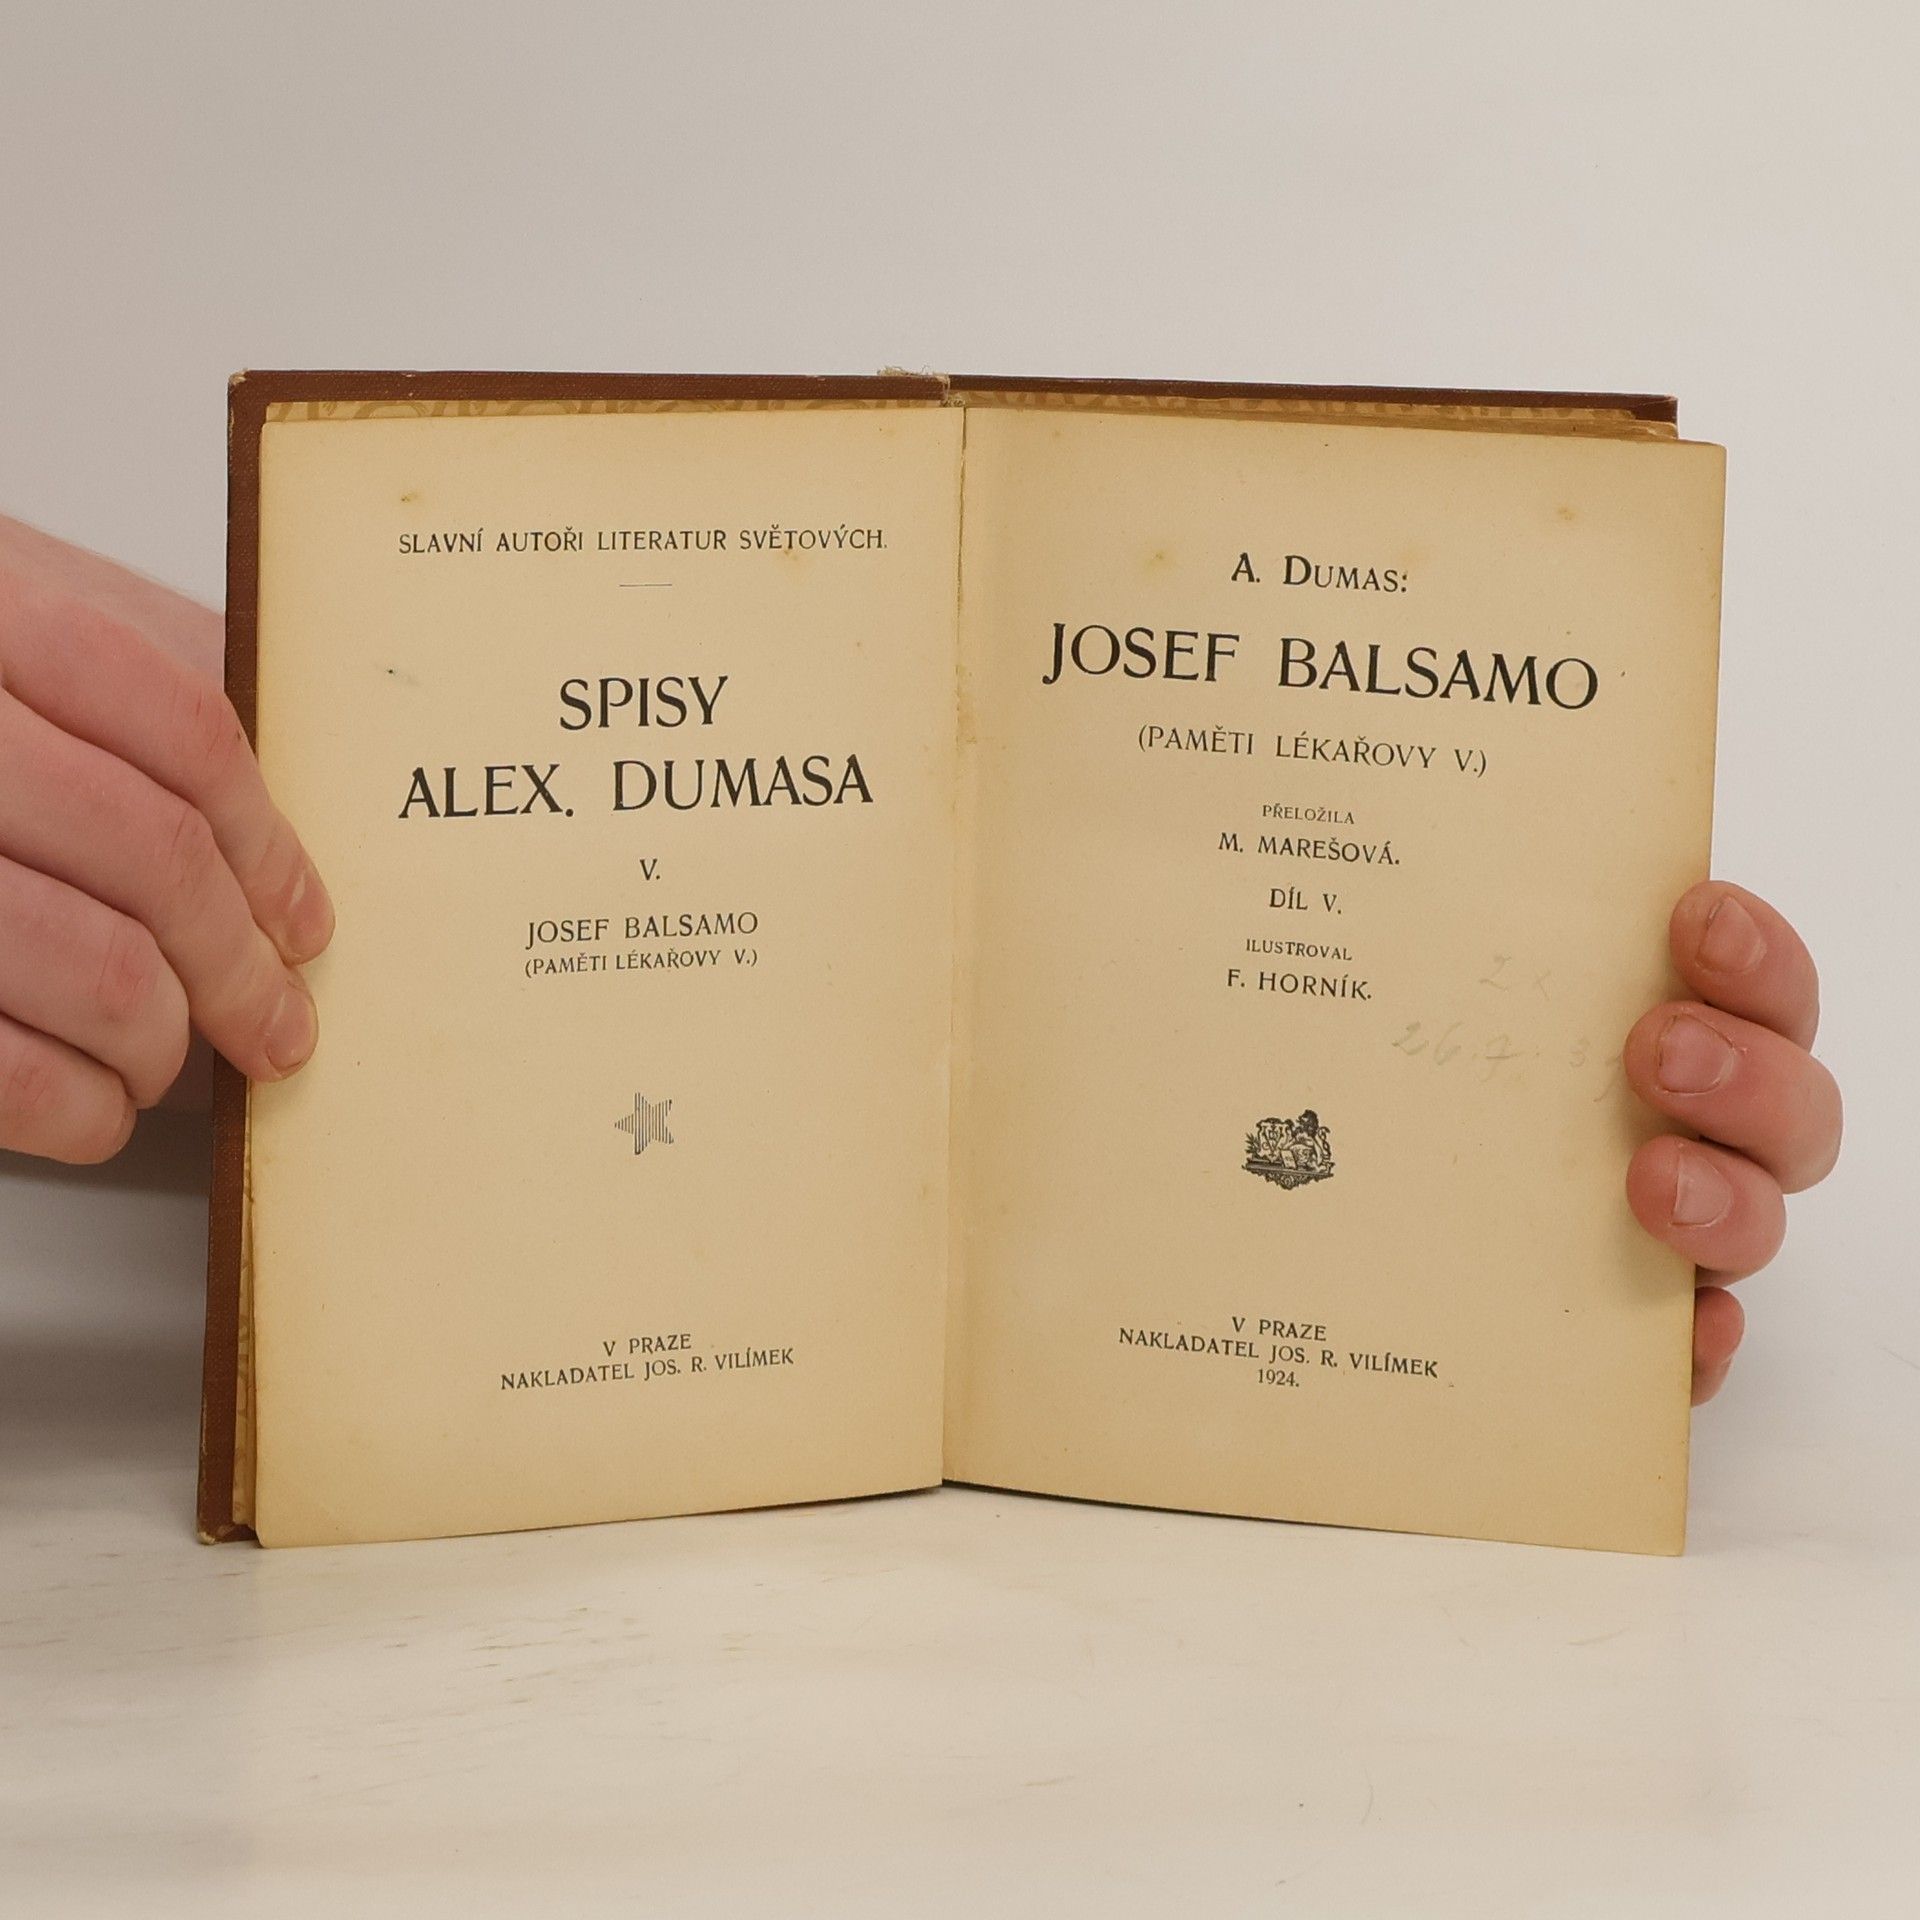 SLAVNÍ AUTOŘI LITERATUR SVĚTOVÝCH.
SPISY
ALEX. DUMASA
V.
JOSEF BALSAMO
(PAMĚTI LÉKAŘOVY V.)
V PRAZE
NAKLADATEL JOS. R. VILÍMEK
A. DUMAS:
JOSEF BALSAMO
(PAMĚTI LÉKAŘOVY V.)
PŘELOŽILA
M. MAREŠOVÁ.
DÍL V.
ILUSTROVAL
F. HORNÍK.
2x
V PRAZE
NAKLADATEL JOS. R. VILÍMEK
1924.